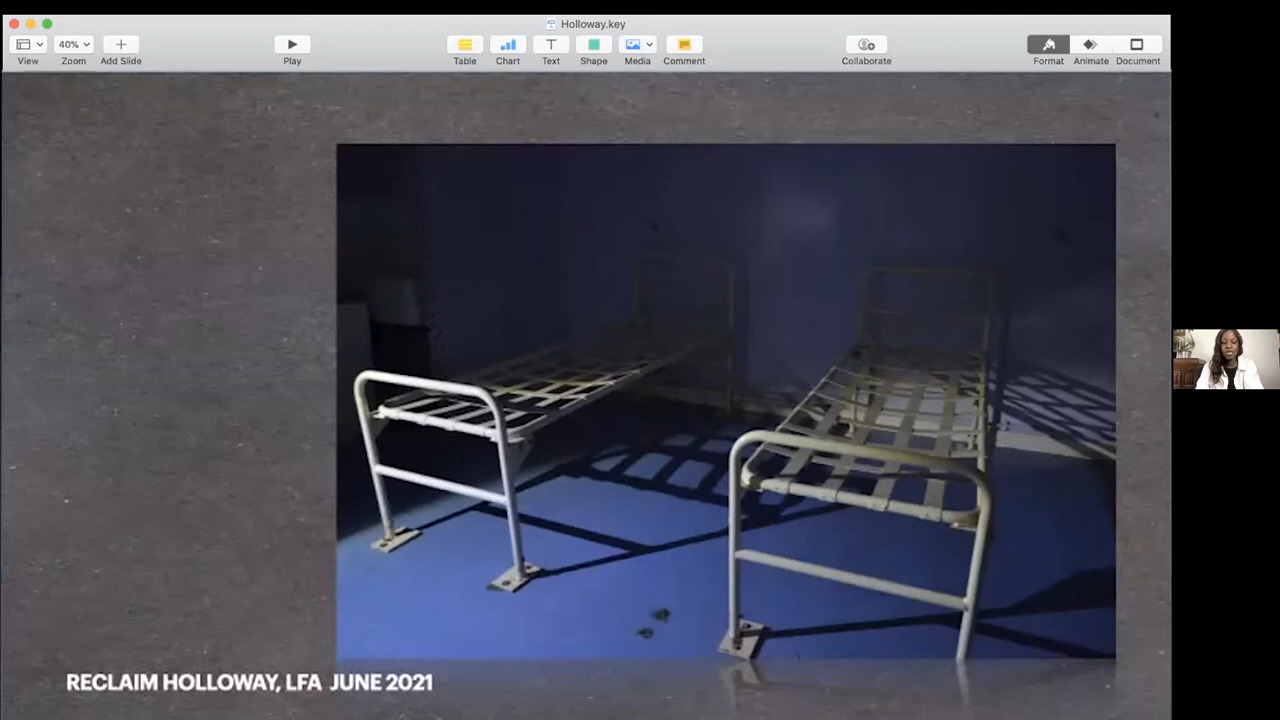 Holloway.key
40%
View
Zoom
Add Slide
Play
Table
Chart
Text
Shape
Media
Comment
Collaborate
Format
Animate
Document
RECLAIM HOLLOWAY, LFA JUNE 2021